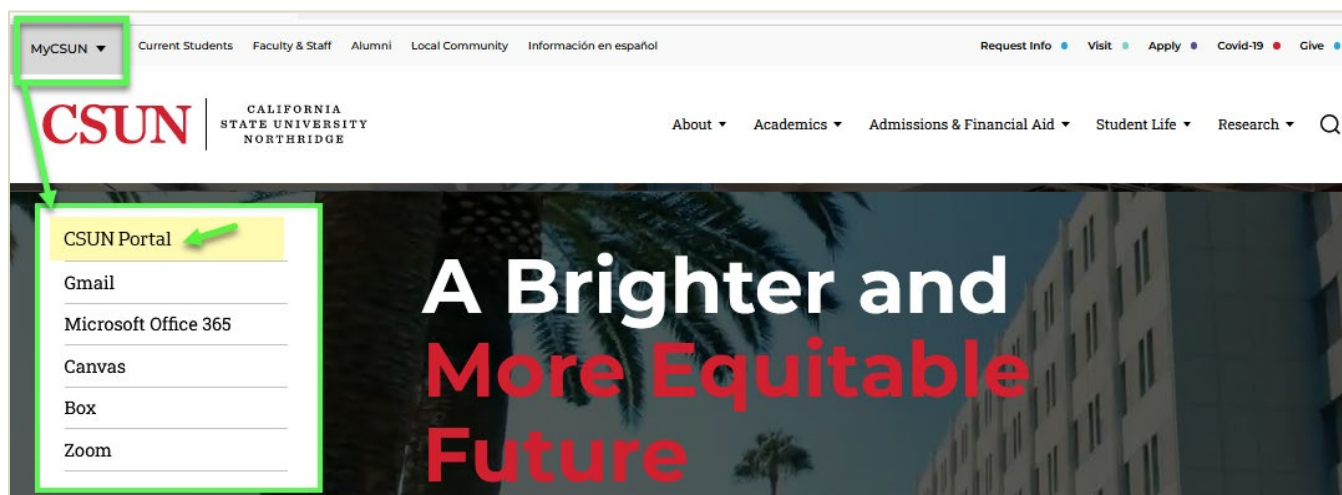 MyCSUN Current Students Faculty & Staff Alumni Local Community Información en español Request Info Visit Apply Covid-19 Give
CSUN
CALIFORNIA
STATE UNIVERSITY
NORTHRIDGE
About Academics Admissions & Financial Aid Student Life Research
CSUN Portal
Gmail
Microsoft Office 365
Canvas
Box
Zoom
A Brighter and
More Equitable
Future